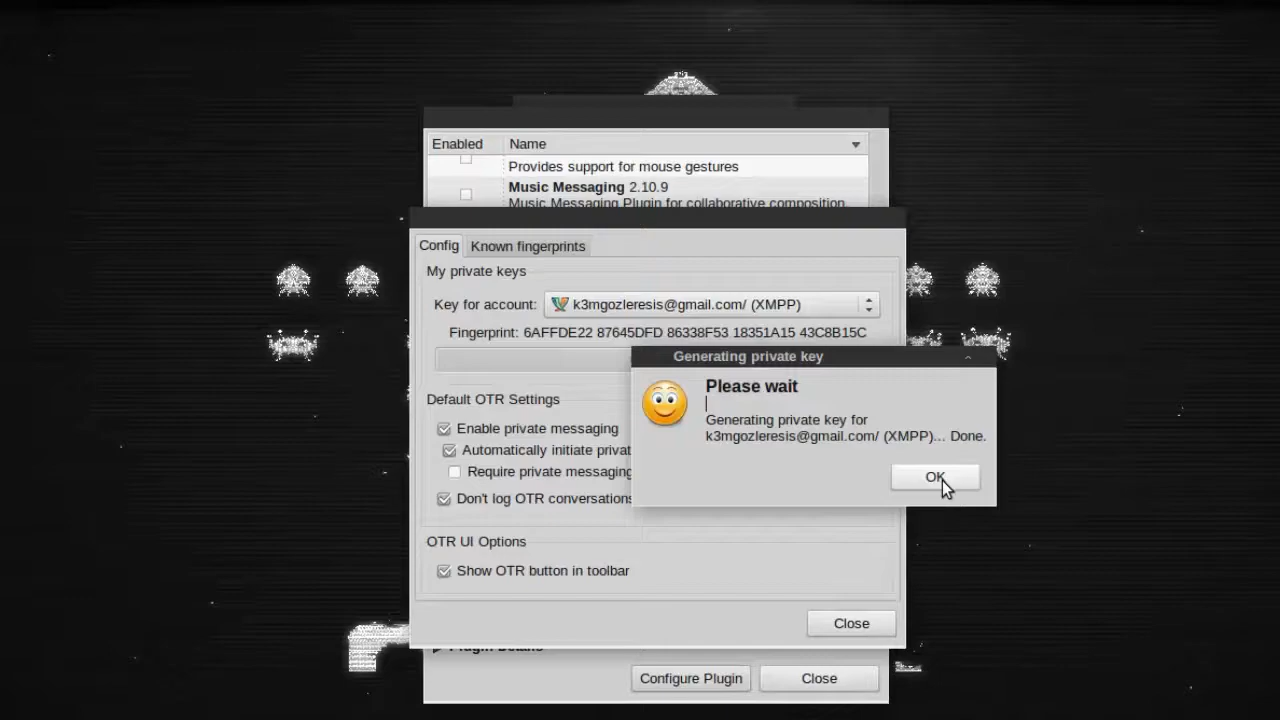 Enabled Name
Provides support for mouse gestures
Music Messaging 2.10.9
Music Messaging Plugin for collaborative composition.
Config Known fingerprints
My private keys
Key for account: k3mgozleresis@gmail.com/ (XMPP)
Fingerprint: 6AFFDE22 87645DFD 86338F53 18351A15 43C8B15C
Generating private key
Please wait
Generating private key for
k3mgozleresis@gmail.com/ (XMPP)... Done.
OK
Default OTR Settings
Enable private messaging
Automatically initiate privat
Require private messaging
Don't log OTR conversations
OTR UI Options
Show OTR button in toolbar
Close
Plugin Details
Configure Plugin Close